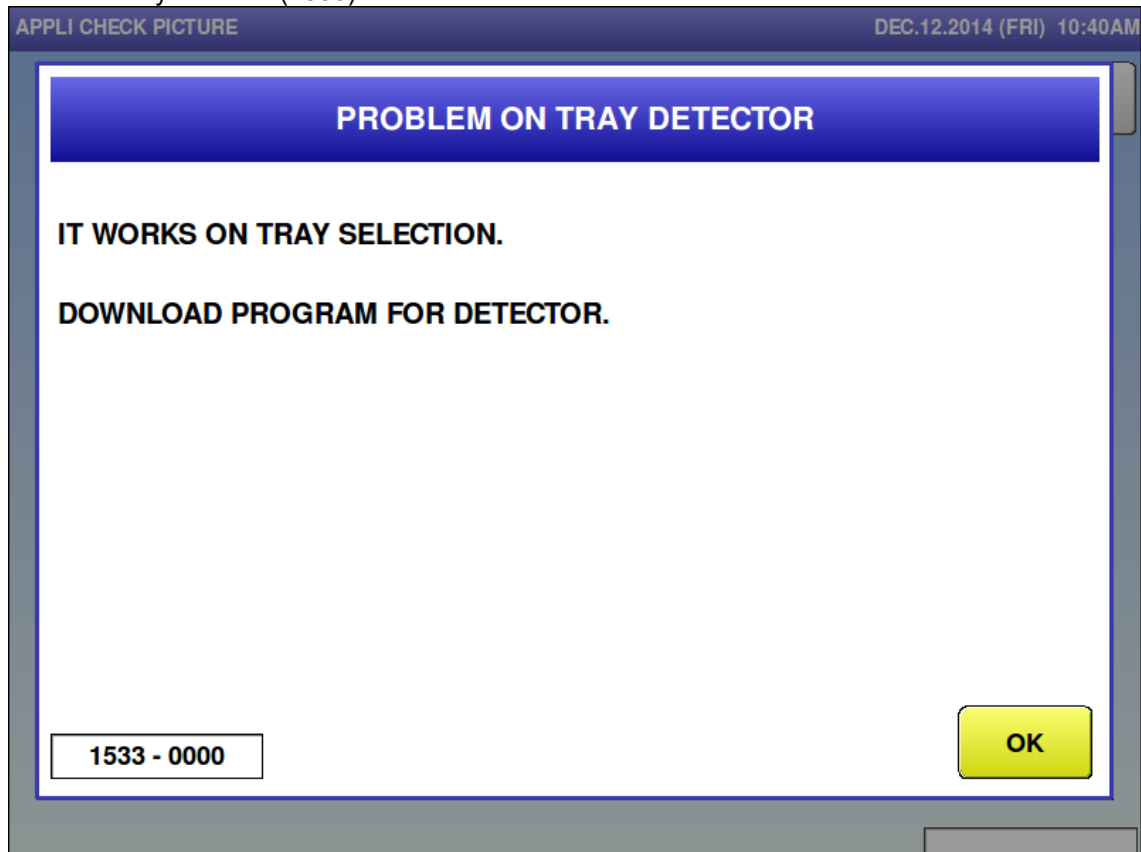 APPLI CHECK PICTURE DEC.12.2014 (FRI) 10:40AM
PROBLEM ON TRAY DETECTOR
IT WORKS ON TRAY SELECTION.
DOWNLOAD PROGRAM FOR DETECTOR.
1533 - 0000
OK